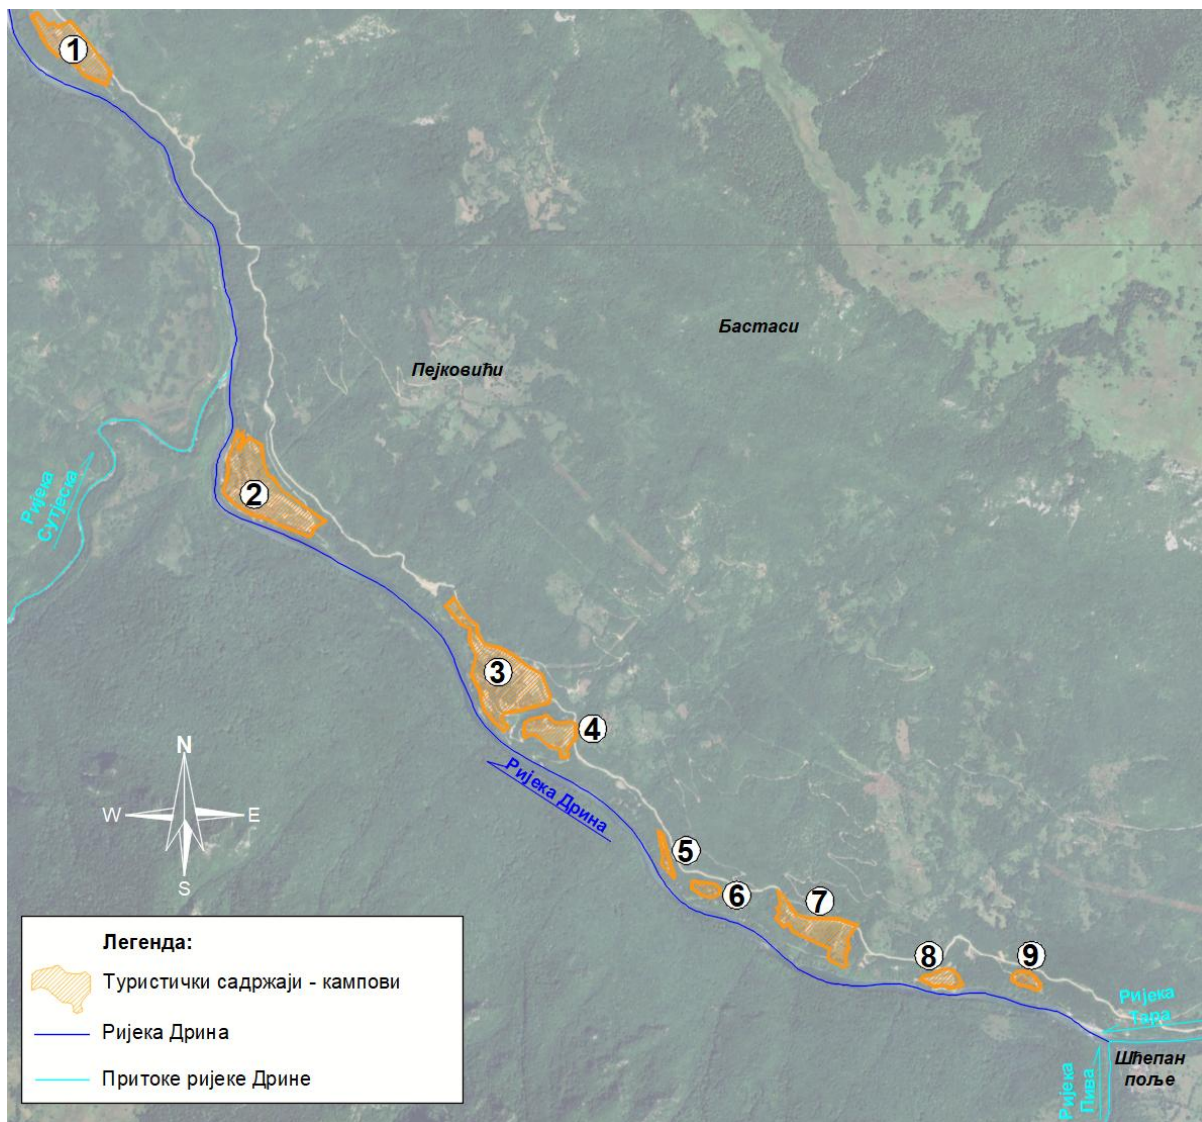 1
Бастаси
Пејковићи
Ријека
Сутјеска
2
3
4
Ријека Дрина
N
W
E
S
5
6
7
8
9
Ријека
Тара
Шћепан
поље
Ријека
Пива
Легенда:
Туристички садржаји - кампови
Ријека Дрина
Притоке ријеке Дрине